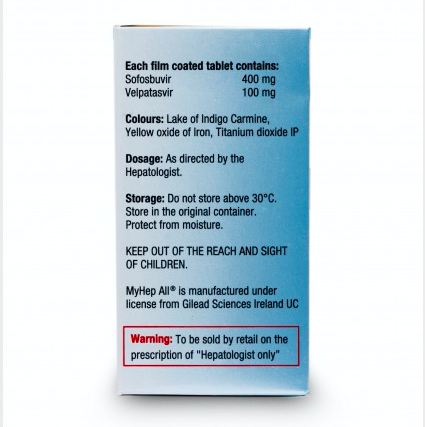 Each film coated tablet contains:
Sofosbuvir 400 mg
Velpatasvir 100 mg
Colours: Lake of Indigo Carmine,
Yellow oxide of Iron, Titanium dioxide IP
Dosage: As directed by the
Hepatologist.
Storage: Do not store above 30°C.
Store in the original container.
Protect from moisture.
KEEP OUT OF THE REACH AND SIGHT
OF CHILDREN.
MyHep All® is manufactured under
license from Gilead Sciences Ireland UC
Warning: To be sold by retail on the
prescription of "Hepatologist only"